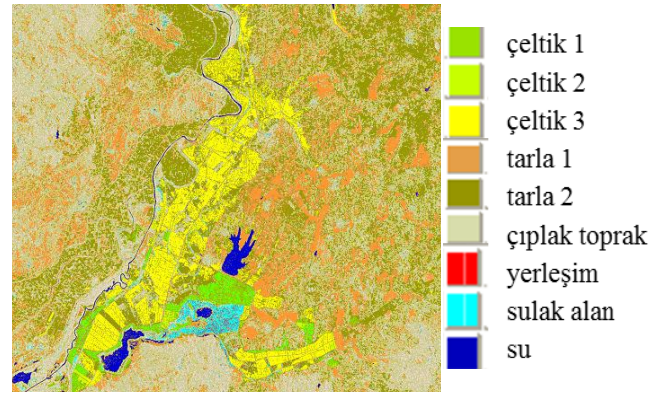 çeltik 1
çeltik 2
çeltik 3
tarla 1
tarla 2
çıplak toprak
yerleşim
sulak alan
su